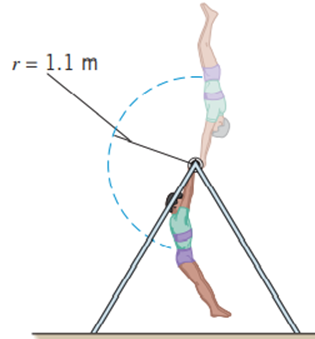 r = 1.1 m